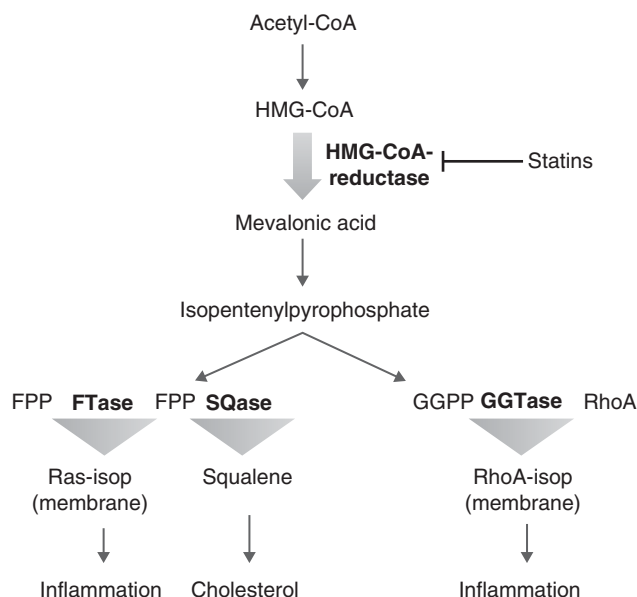 Acetyl-CoA
HMG-CoA
HMG-CoA-
reductase
Statins
Mevalonic acid
Isopentenylpyrophosphate
FPP FTase FPP SQase GGPP GGTase RhoA
Ras-isop
(membrane)
Squalene
RhoA-isop
(membrane)
Inflammation Cholesterol Inflammation